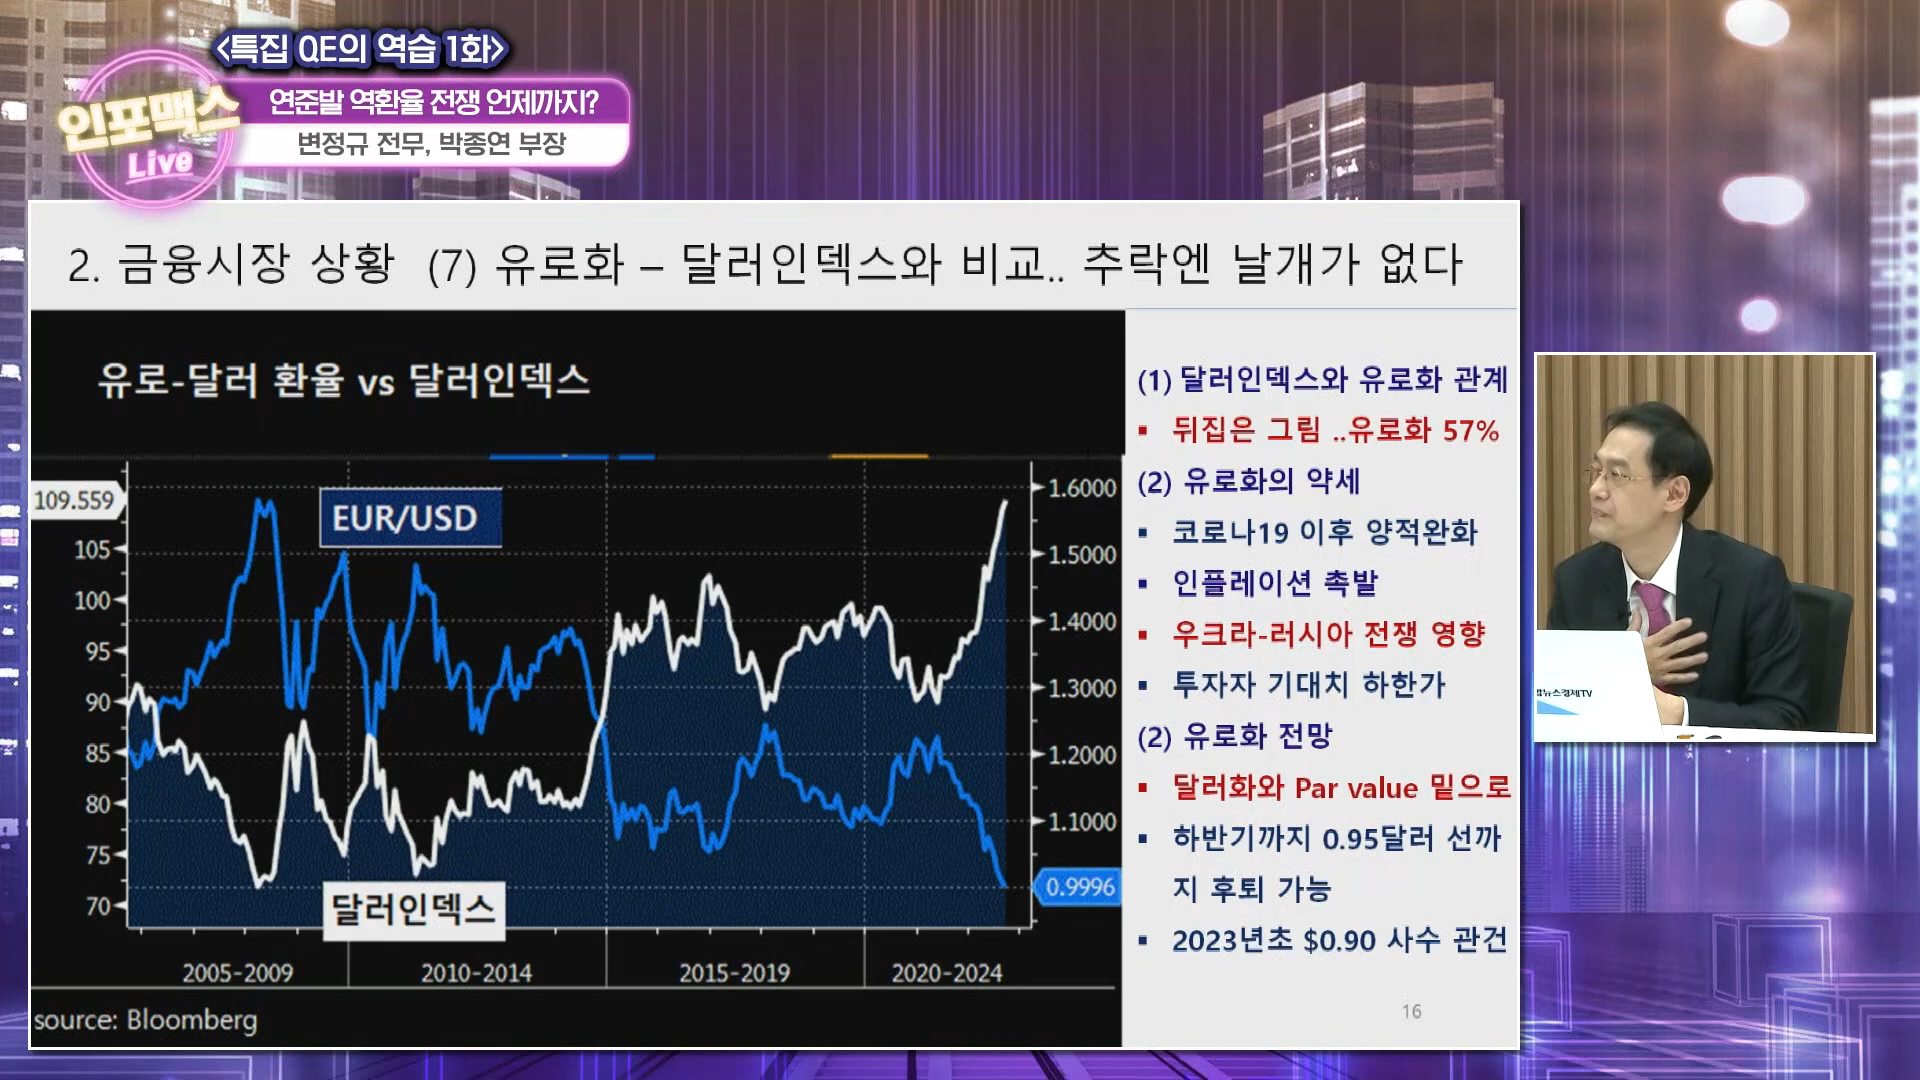 <특집 QE의 역습 1화>
인포맥스
Live
연준발 역환율 전쟁 언제까지?
변정규 전무, 박종연 부장
2. 금융시장 상황 (7) 유로화 – 달러인덱스와 비교.. 추락엔 날개가 없다
유로-달러 환율 vs 달러인덱스
109.559
105
100
95
90
85
80
75
70
EUR/USD
달러인덱스
1.6000
1.5000
1.4000
1.3000
1.2000
1.1000
0.9996
2005-2009
2010-2014
2015-2019
2020-2024
source: Bloomberg
(1) 달러인덱스와 유로화 관계
▪ 뒤집은 그림 ..유로화 57%
(2) 유로화의 약세
▪ 코로나19 이후 양적완화
▪ 인플레이션 촉발
▪ 우크라-러시아 전쟁 영향
▪ 투자자 기대치 하한가
(2) 유로화 전망
▪ 달러화와 Par value 밑으로
▪ 하반기까지 0.95달러 선까
지 후퇴 가능
▪ 2023년초 $0.90 사수 관건
16
뉴스경제TV